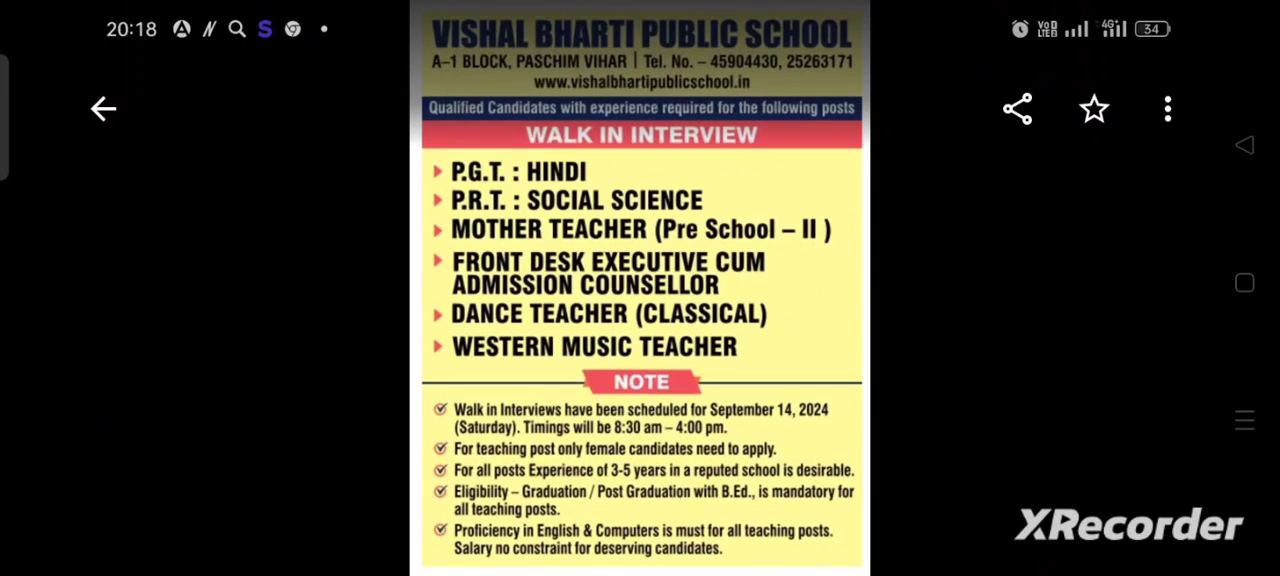 20:18
Vo LTE 2
4G+
34
VISHAL BHARTI PUBLIC SCHOOL
A–1 BLOCK, PASCHIM VIHAR | Tel. No. – 45904430, 25263171
www.vishalbhartipublicschool.in
Qualified Candidates with experience required for the following posts
WALK IN INTERVIEW
P.G.T. : HINDI
P.R.T. : SOCIAL SCIENCE
MOTHER TEACHER (Pre School – II )
FRONT DESK EXECUTIVE CUM
ADMISSION COUNSELLOR
DANCE TEACHER (CLASSICAL)
WESTERN MUSIC TEACHER
NOTE
Walk in Interviews have been scheduled for September 14, 2024
(Saturday). Timings will be 8:30 am – 4:00 pm.
For teaching post only female candidates need to apply.
For all posts Experience of 3-5 years in a reputed school is desirable.
Eligibility – Graduation / Post Graduation with B.Ed., is mandatory for
all teaching posts.
Proficiency in English & Computers is must for all teaching posts.
Salary no constraint for deserving candidates.
XRecorder